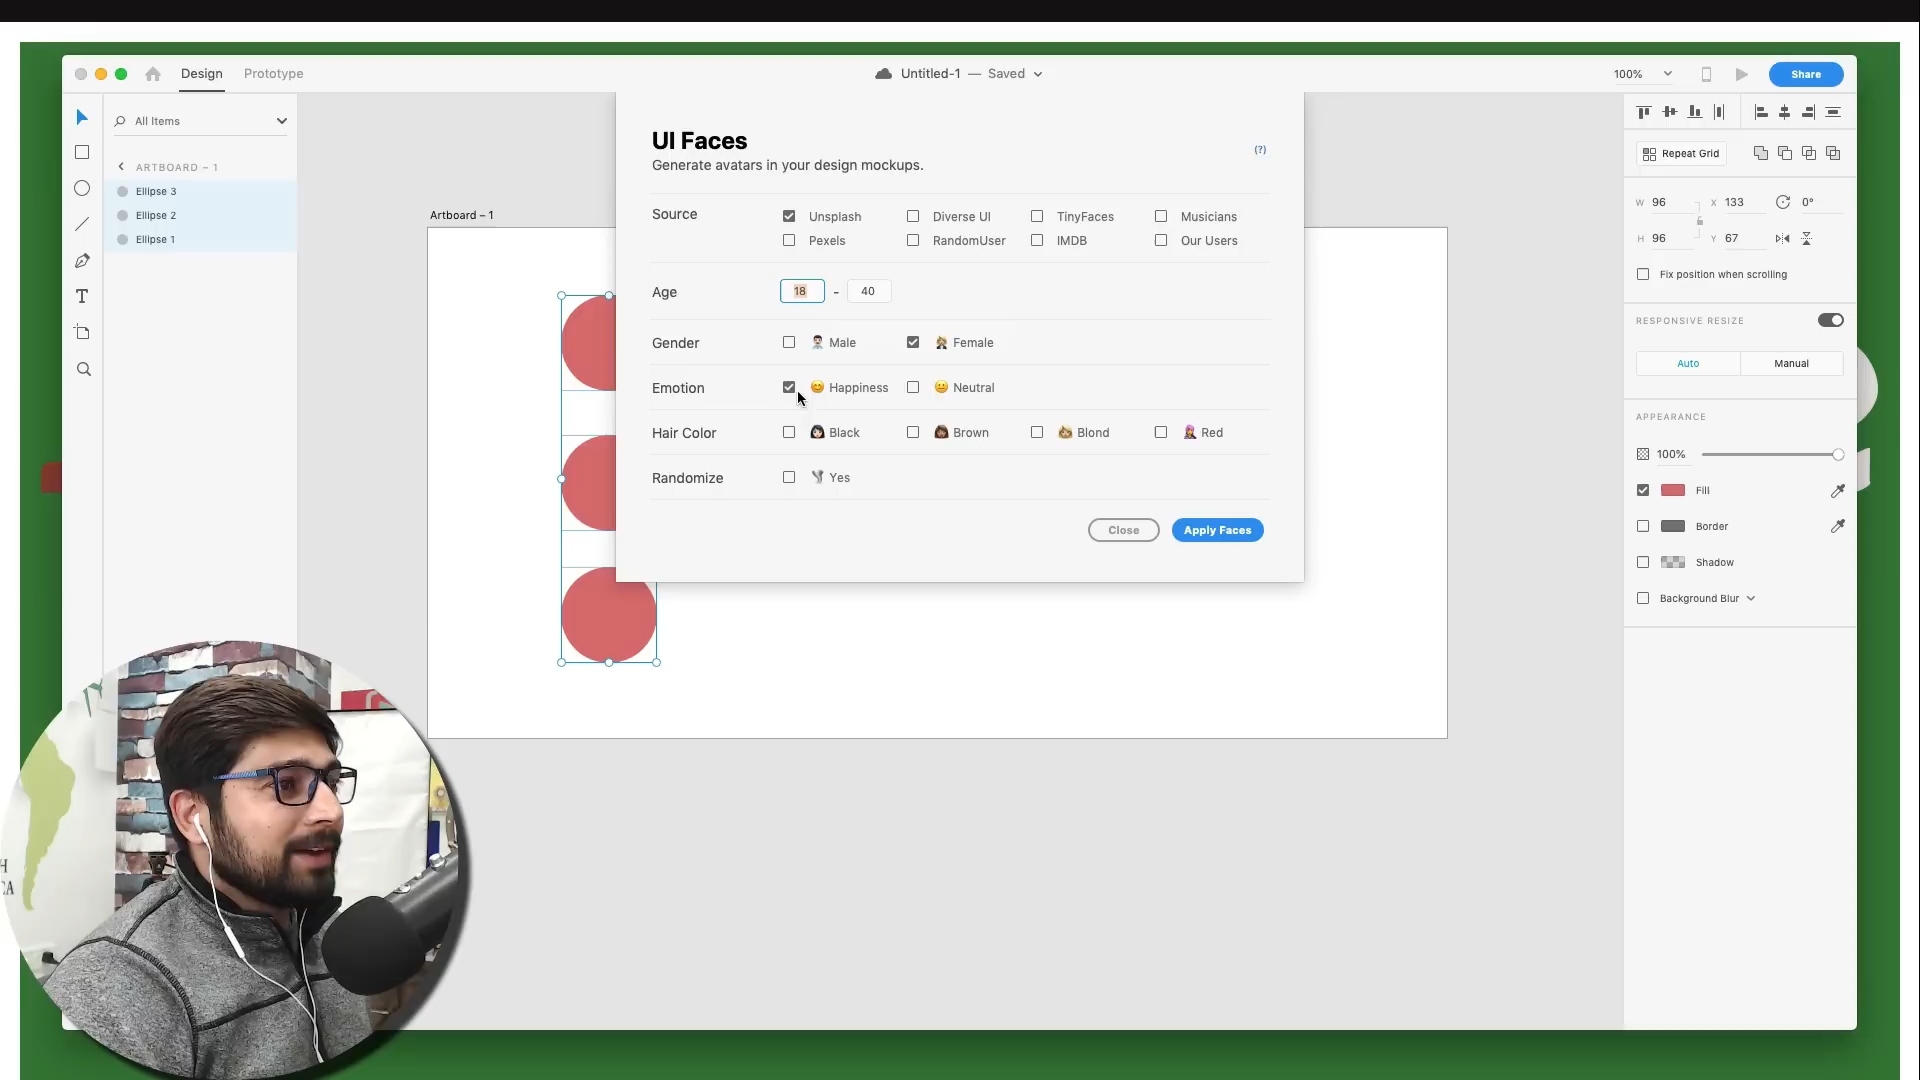 Design Prototype Untitled-1 — Saved 100% Share
All Items
ARTBOARD – 1
Ellipse 3
Ellipse 2
Ellipse 1
Artboard – 1
UI Faces
Generate avatars in your design mockups.
(?)
Source Unsplash Diverse UI TinyFaces Musicians
Pexels RandomUser IMDB Our Users
Age 18 - 40
Gender Male Female
Emotion Happiness Neutral
Hair Color Black Brown Blond Red
Randomize Yes
Close Apply Faces
Repeat Grid
W 96 X 133 0°
H 96 Y 67
Fix position when scrolling
RESPONSIVE RESIZE
Auto Manual
APPEARANCE
100%
Fill
Border
Shadow
Background Blur
H
CA